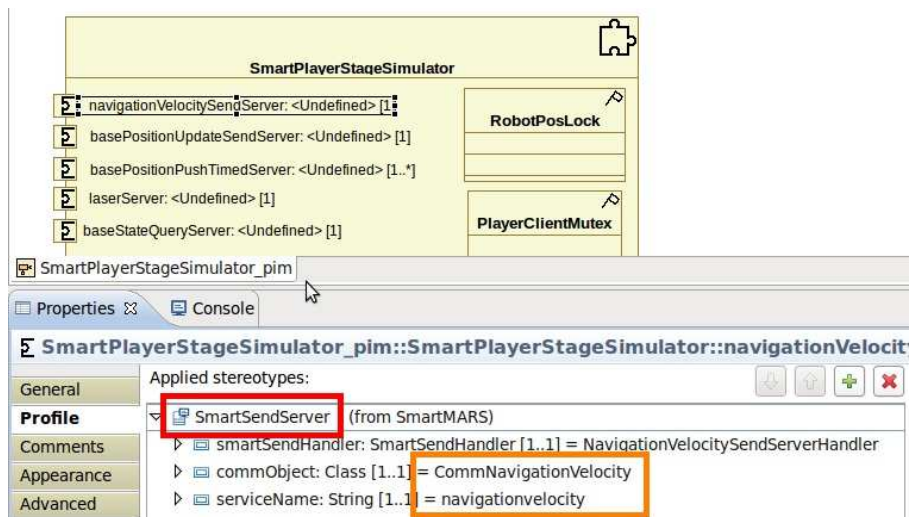 SmartPlayerStageSimulator
navigationVelocitySendServer: <Undefined> [1
RobotPosLock
basePositionUpdateSendServer: <Undefined> [1]
basePositionPushTimedServer: <Undefined> [1..*]
laserServer: <Undefined> [1]
PlayerClientMutex
baseStateQueryServer: <Undefined> [1]
SmartPlayerStageSimulator_pim
Properties Console
SmartPlayerStageSimulator_pim::SmartPlayerStageSimulator::navigationVelocit
General
Applied stereotypes:
Profile
SmartSendServer (from SmartMARS)
Comments
smartSendHandler: SmartSendHandler [1..1] = NavigationVelocitySendServerHandler
Appearance
commObject: Class [1..1] = CommNavigationVelocity
Advanced
serviceName: String [1..1] = navigationvelocity